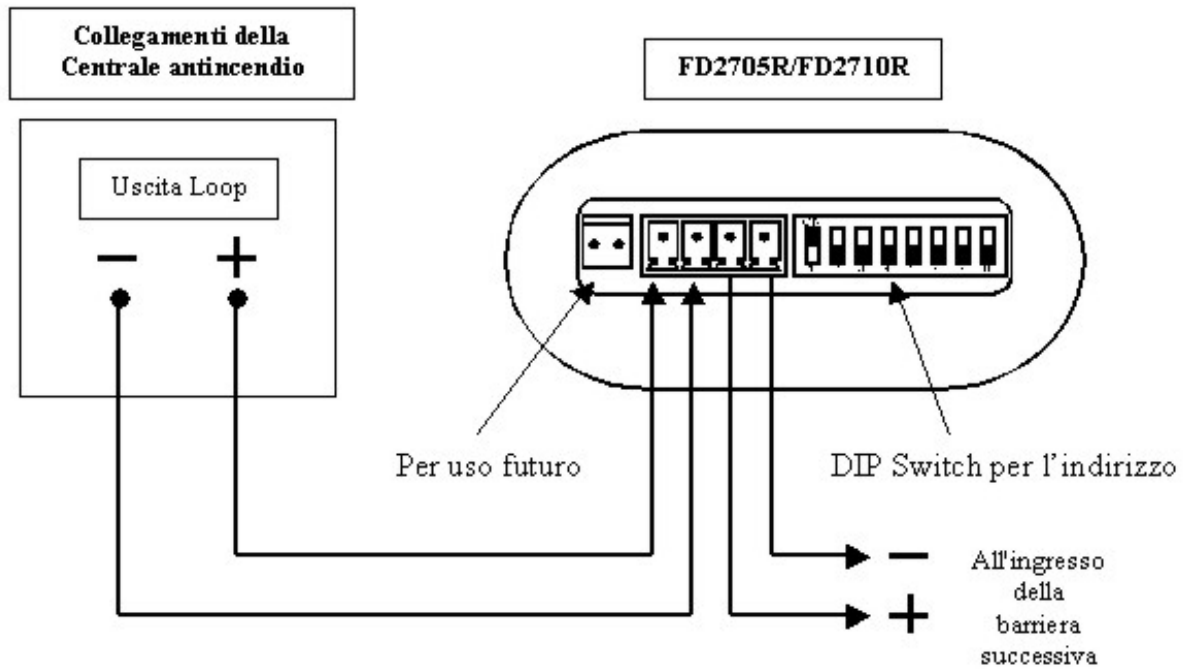 Collegamenti della
Centrale antincendio
FD2705R/FD2710R
Uscita Loop
− +
Per uso futuro
DIP Switch per l'indirizzo
−
+
All'ingresso
della
barriera
successiva